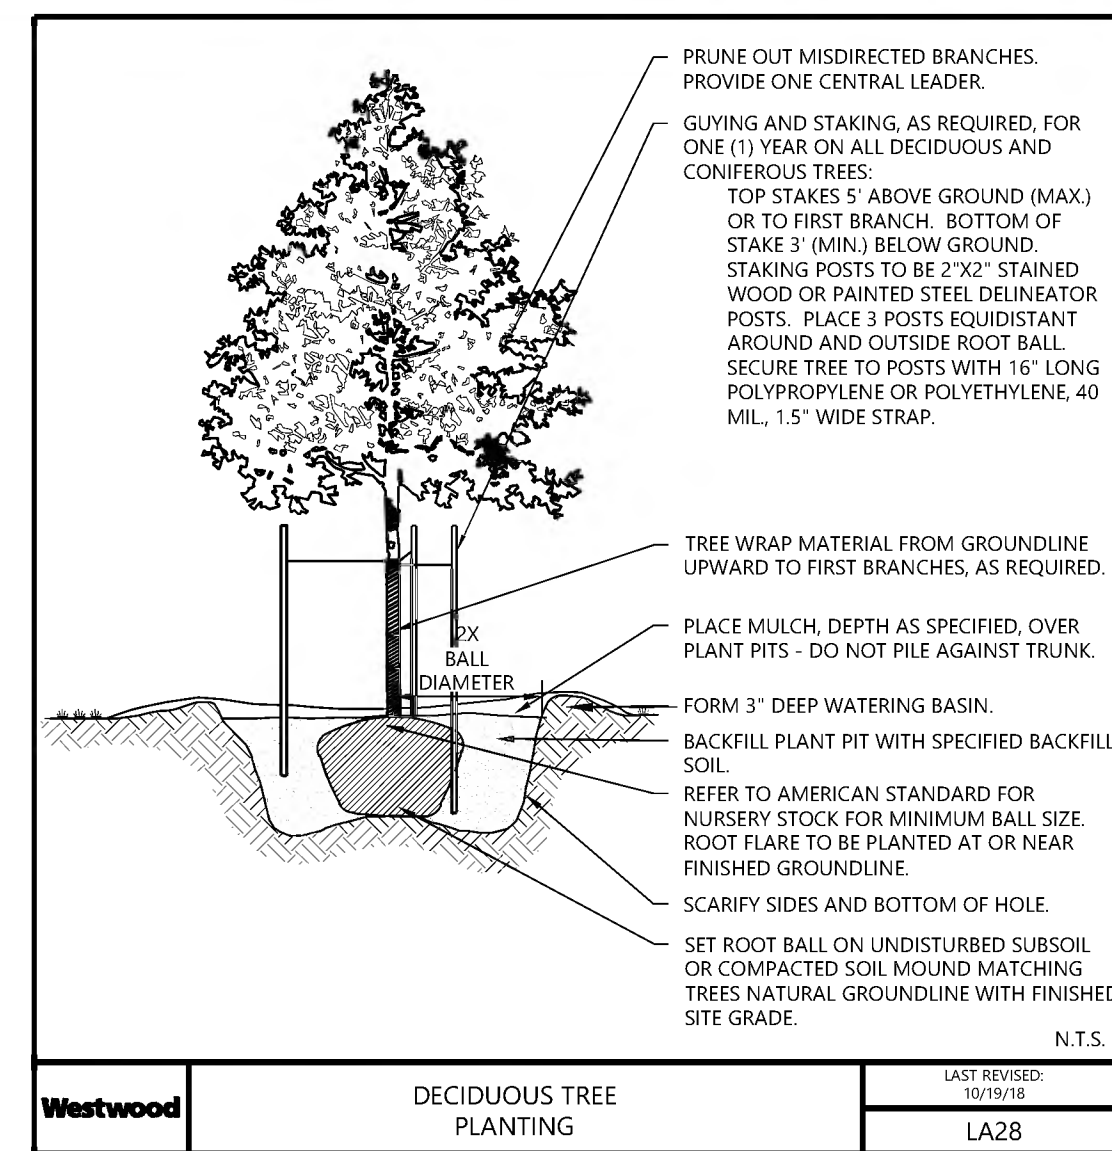 PRUNE OUT MISDIRECTED BRANCHES.
PROVIDE ONE CENTRAL LEADER.
GUYING AND STAKING, AS REQUIRED, FOR
ONE (1) YEAR ON ALL DECIDUOUS AND
CONIFEROUS TREES:
TOP STAKES 5' ABOVE GROUND (MAX.)
OR TO FIRST BRANCH. BOTTOM OF
STAKE 3' (MIN.) BELOW GROUND.
STAKING POSTS TO BE 2"X2" STAINED
WOOD OR PAINTED STEEL DELINEATOR
POSTS. PLACE 3 POSTS EQUIDISTANT
AROUND AND OUTSIDE ROOT BALL.
SECURE TREE TO POSTS WITH 16" LONG
POLYPROPYLENE OR POLYETHYLENE, 40
MIL., 1.5" WIDE STRAP.
TREE WRAP MATERIAL FROM GROUNDLINE
UPWARD TO FIRST BRANCHES, AS REQUIRED.
2X
BALL
DIAMETER
PLACE MULCH, DEPTH AS SPECIFIED, OVER
PLANT PITS - DO NOT PILE AGAINST TRUNK.
FORM 3" DEEP WATERING BASIN.
BACKFILL PLANT PIT WITH SPECIFIED BACKFILL
SOIL.
REFER TO AMERICAN STANDARD FOR
NURSERY STOCK FOR MINIMUM BALL SIZE.
ROOT FLARE TO BE PLANTED AT OR NEAR
FINISHED GROUNDLINE.
SCARIFY SIDES AND BOTTOM OF HOLE.
SET ROOT BALL ON UNDISTURBED SUBSOIL
OR COMPACTED SOIL MOUND MATCHING
TREES NATURAL GROUNDLINE WITH FINISHED
SITE GRADE.
N.T.S.
Westwood
DECIDUOUS TREE
PLANTING
LAST REVISED:
10/19/18
LA28